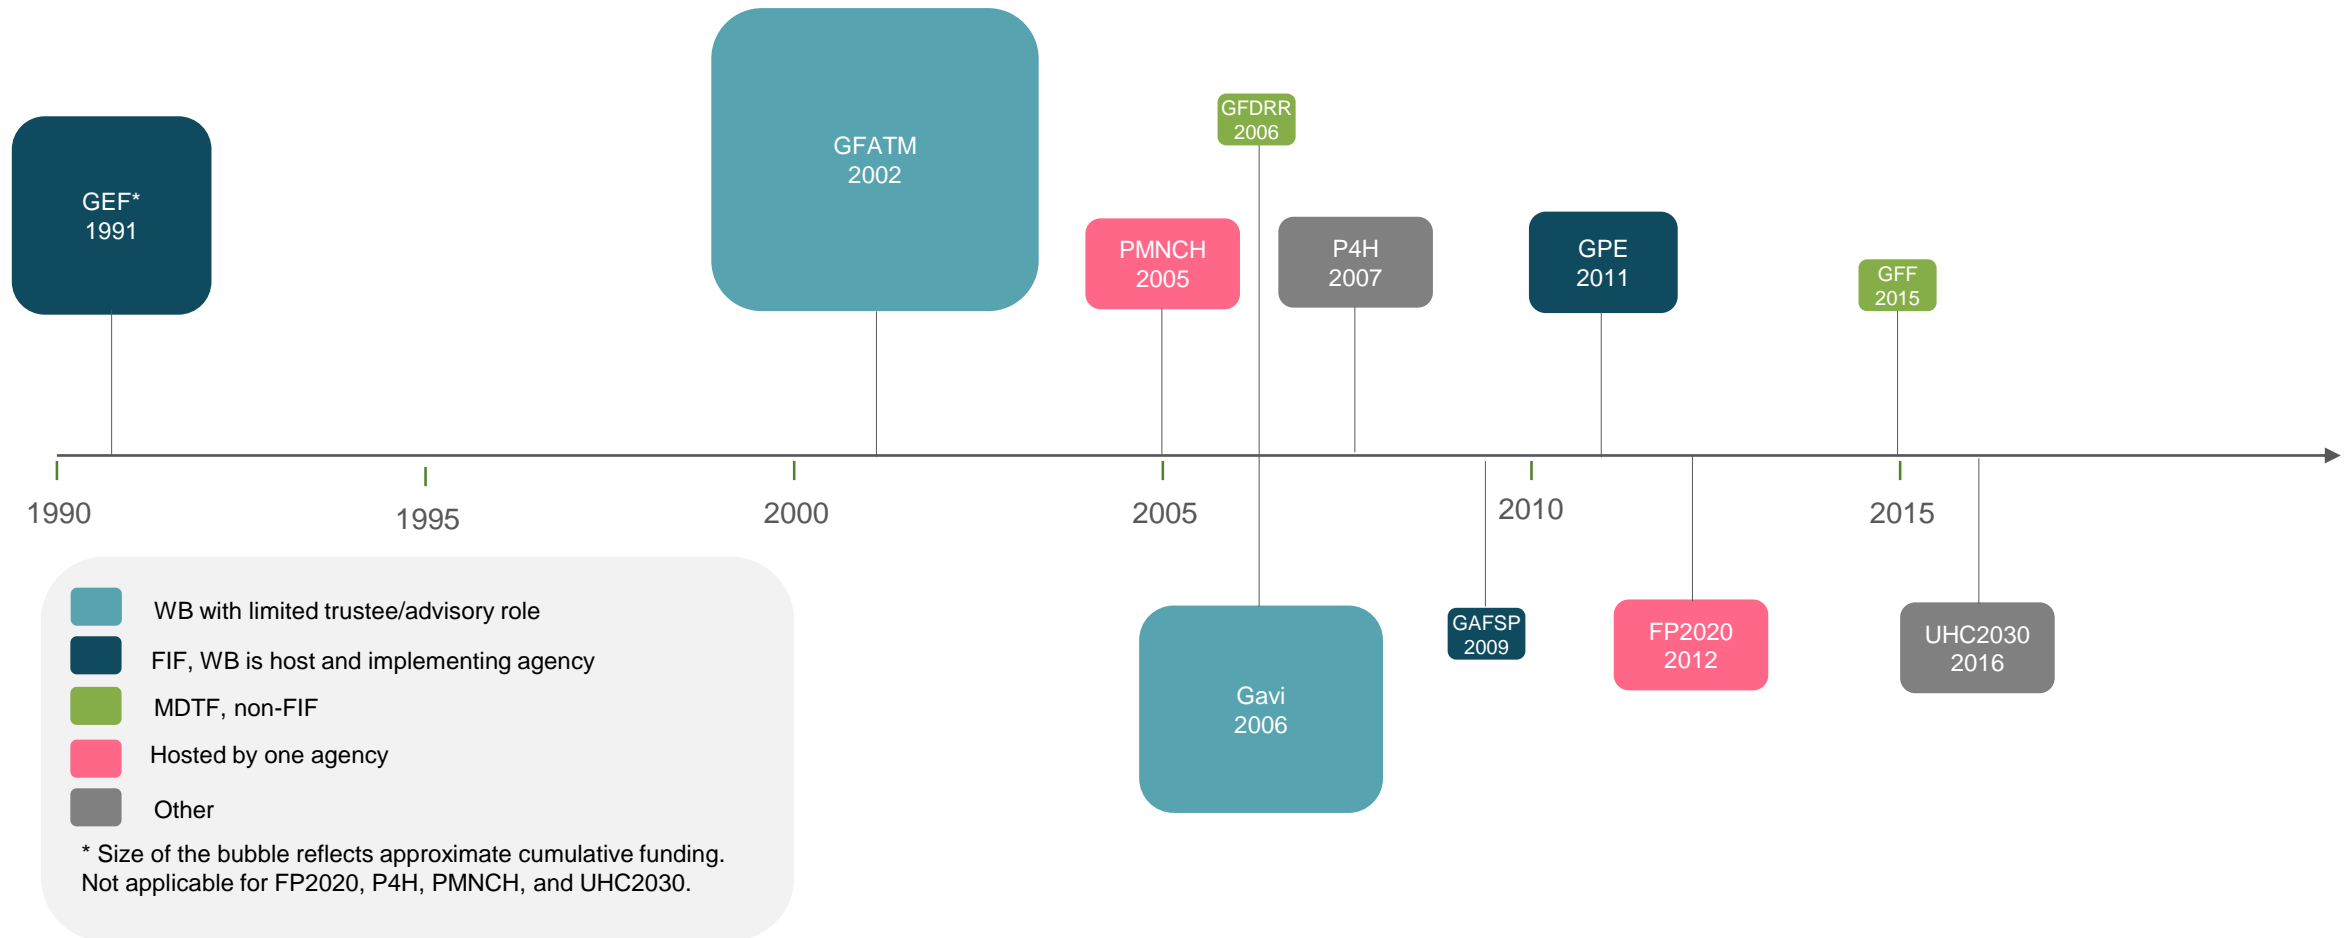 GEF*
1991
GFATM
2002
PMNCH
2005
GFDRR
2006
P4H
2007
GPE
2011
GFF
2015
1990
1995
2000
2005
2010
2015
Gavi
2006
GAFSP
2009
FP2020
2012
UHC2030
2016
WB with limited trustee/advisory role
FIF, WB is host and implementing agency
MDTF, non-FIF
Hosted by one agency
Other
* Size of the bubble reflects approximate cumulative funding.
Not applicable for FP2020, P4H, PMNCH, and UHC2030.